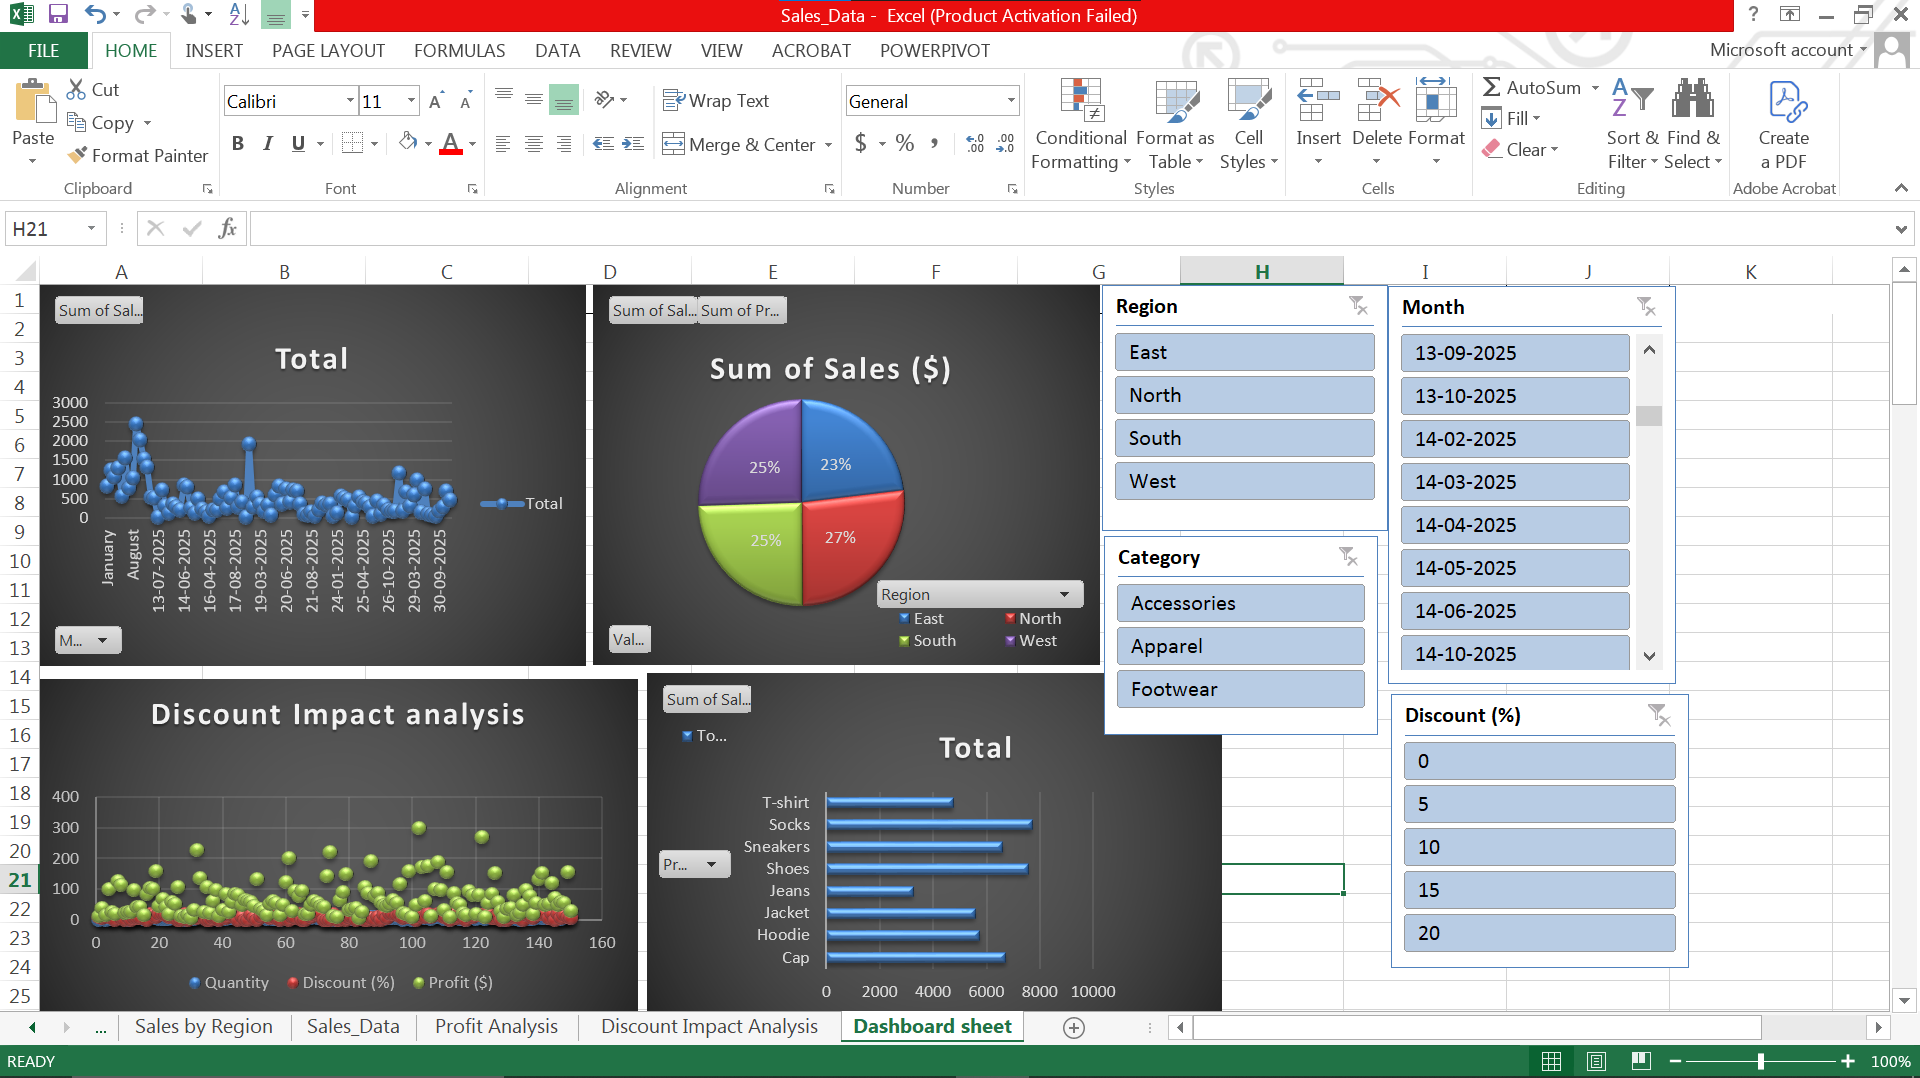 Sales_Data - Excel (Product Activation Failed)
?
FILE HOME INSERT PAGE LAYOUT FORMULAS DATA REVIEW VIEW ACROBAT POWERPIVOT Microsoft account
Paste
Cut
Copy
Format Painter
Clipboard
Calibri 11
B I U
Font
Wrap Text
Merge & Center
Alignment
General
$ % ,
Number
Conditional Formatting
Format as Table
Cell Styles
Styles
Insert
Delete
Format
Cells
AutoSum
Fill
Clear
Sort & Filter
Find & Select
Editing
Create a PDF
Adobe Acrobat
H21
fx
A B C D E F G H I J K
1
2
3
4
5
6
7
8
9
10
11
12
13
14
15
16
17
18
19
20
21
22
23
24
25
Sum of Sal...
Total
3000
2500
2000
1500
1000
500
0
January
August
13-07-2025
14-06-2025
16-04-2025
17-08-2025
19-03-2025
20-06-2025
21-08-2025
24-01-2025
25-04-2025
26-10-2025
29-03-2025
30-09-2025
Total
M...
Sum of Sal... Sum of Pr...
Sum of Sales ($)
25% 23%
25% 27%
Region
East North
South West
Val...
Region
East
North
South
West
Category
Accessories
Apparel
Footwear
Month
13-09-2025
13-10-2025
14-02-2025
14-03-2025
14-04-2025
14-05-2025
14-06-2025
14-10-2025
Discount (%)
0
5
10
15
20
Discount Impact analysis
400
300
200
100
0
0 20 40 60 80 100 120 140 160
Quantity Discount (%) Profit ($)
Sum of Sal...
To...
Total
Pr...
T-shirt
Socks
Sneakers
Shoes
Jeans
Jacket
Hoodie
Cap
0 2000 4000 6000 8000 10000
... Sales by Region Sales_Data Profit Analysis Discount Impact Analysis Dashboard sheet
READY
100%